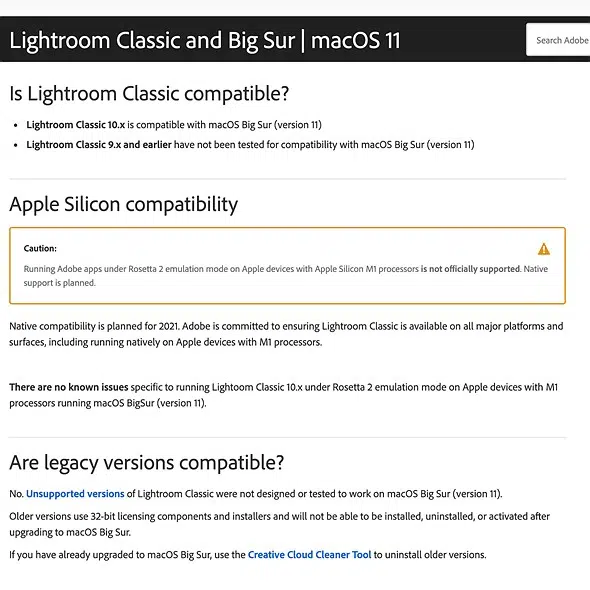 Lightroom Classic and Big Sur | macOS 11
Search Adobe
Is Lightroom Classic compatible?
• Lightroom Classic 10.x is compatible with macOS Big Sur (version 11)
• Lightroom Classic 9.x and earlier have not been tested for compatibility with macOS Big Sur (version 11)
Apple Silicon compatibility
Caution:
Running Adobe apps under Rosetta 2 emulation mode on Apple devices with Apple Silicon M1 processors is not officially supported. Native
support is planned.
Native compatibility is planned for 2021. Adobe is committed to ensuring Lightroom Classic is available on all major platforms and
surfaces, including running natively on Apple devices with M1 processors.
There are no known issues specific to running Lightoom Classic 10.x under Rosetta 2 emulation mode on Apple devices with M1
processors running macOS BigSur (version 11).
Are legacy versions compatible?
No. Unsupported versions of Lightroom Classic were not designed or tested to work on macOS Big Sur (version 11).
Older versions use 32-bit licensing components and installers and will not be able to be installed, uninstalled, or activated after
upgrading to macOS Big Sur.
If you have already upgraded to macOS Big Sur, use the Creative Cloud Cleaner Tool to uninstall older versions.